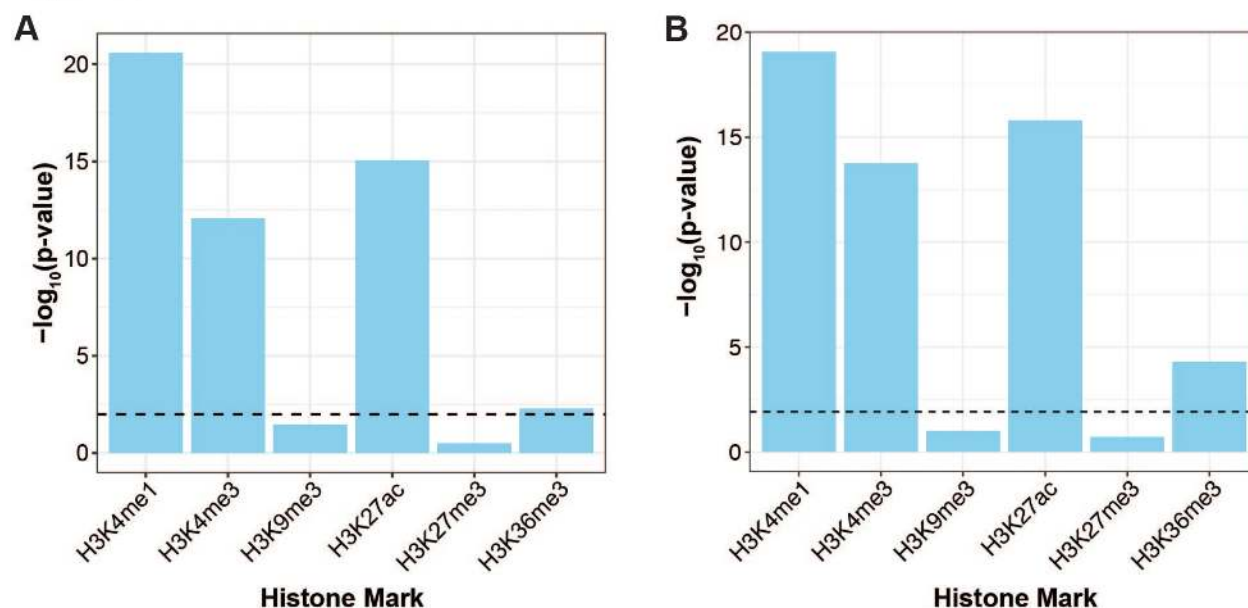 A
−log10(p-value)
20
15
10
5
0
H3K4me1
H3K4me3
H3K9me3
H3K27ac
H3K27me3
H3K36me3
Histone Mark
B
−log10(p-value)
20
15
10
5
0
H3K4me1
H3K4me3
H3K9me3
H3K27ac
H3K27me3
H3K36me3
Histone Mark